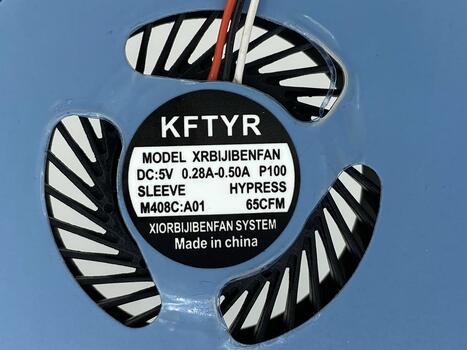 KFTYR
MODEL XRBIJIBENFAN
DC:5V 0.28A-0.50A P100
SLEEVE HYPRESS
M408C:A01 65CFM
XIORBIJIBENFAN SYSTEM
Made in china